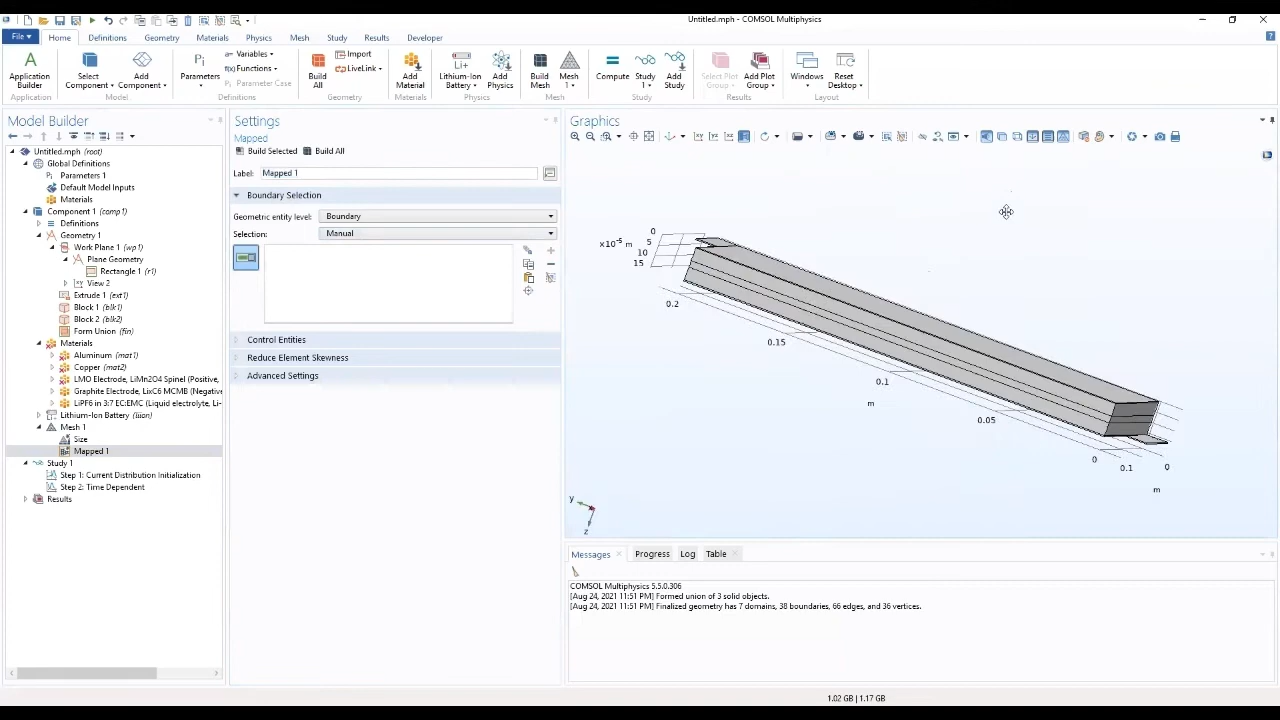 Untitled.mph - COMSOL Multiphysics
File
Home
Definitions
Geometry
Materials
Physics
Mesh
Study
Results
Developer
Application Builder
Application
Select Component
Add Component
Model
Parameters
a= Variables
f(x) Functions
Pi Parameter Case
Definitions
Build All
Import
LiveLink
Geometry
Add Material
Materials
Lithium-Ion Battery
Add Physics
Physics
Build Mesh
Mesh 1
Mesh
Compute
Study 1
Add Study
Study
Select Plot Group
Add Plot Group
Results
Windows
Reset Desktop
Layout
Model Builder
Untitled.mph (root)
Global Definitions
Parameters 1
Default Model Inputs
Materials
Component 1 (comp1)
Definitions
Geometry 1
Work Plane 1 (wp1)
Plane Geometry
Rectangle 1 (r1)
View 2
Extrude 1 (ext1)
Block 1 (blk1)
Block 2 (blk2)
Form Union (fin)
Materials
Aluminum (mat1)
Copper (mat2)
LMO Electrode, LiMn2O4 Spinel (Positive,
Graphite Electrode, LixC6 MCMB (Negative
LiPF6 in 3:7 EC:EMC (Liquid electrolyte, Li-
Lithium-Ion Battery (liion)
Mesh 1
Size
Mapped 1
Study 1
Step 1: Current Distribution Initialization
Step 2: Time Dependent
Results
Settings
Mapped
Build Selected
Build All
Label: Mapped 1
Boundary Selection
Geometric entity level: Boundary
Selection: Manual
Control Entities
Reduce Element Skewness
Advanced Settings
Graphics
0
×10⁻⁵ m
5
10
15
0.2
0.15
0.1
m
0.05
0
0.1
0
m
y
z
Messages
Progress
Log
Table
COMSOL Multiphysics 5.5.0.306
[Aug 24, 2021 11:51 PM] Formed union of 3 solid objects.
[Aug 24, 2021 11:51 PM] Finalized geometry has 7 domains, 38 boundaries, 66 edges, and 36 vertices.
1.02 GB | 1.17 GB